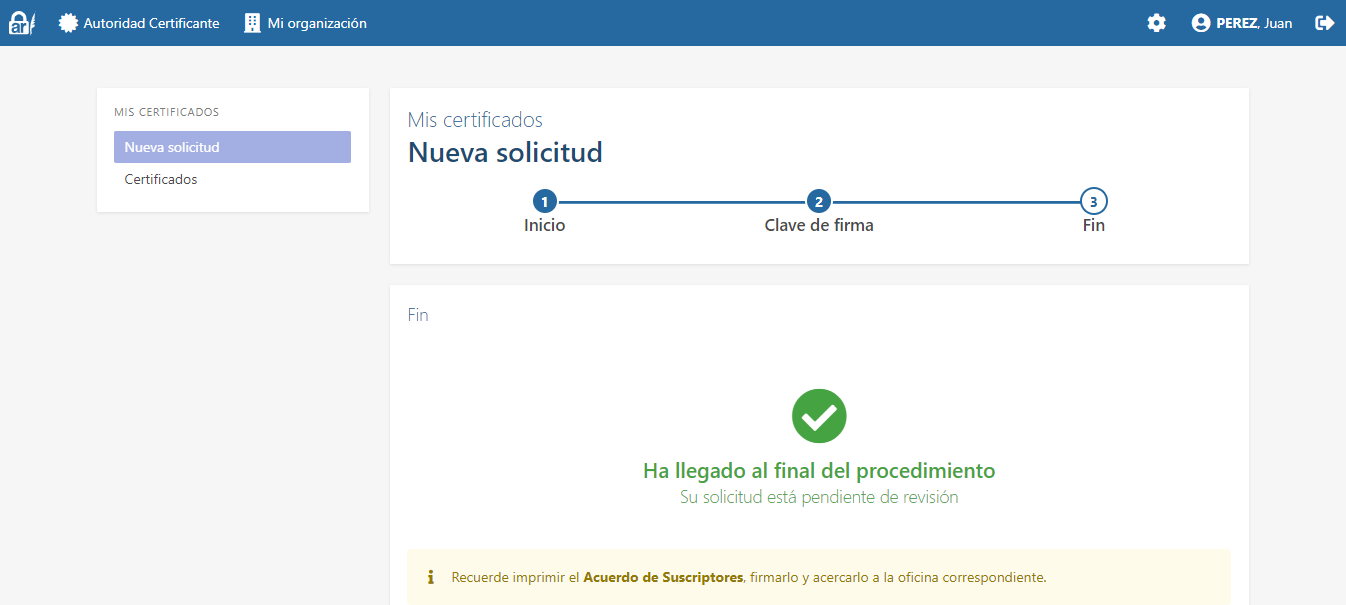 ar
Autoridad Certificante
Mi organización
PEREZ, Juan
MIS CERTIFICADOS
Nueva solicitud
Certificados
Mis certificados
Nueva solicitud
1
2
3
Inicio
Clave de firma
Fin
Fin
Ha llegado al final del procedimiento
Su solicitud está pendiente de revisión
Recuerde imprimir el Acuerdo de Suscriptores, firmarlo y acercarlo a la oficina correspondiente.